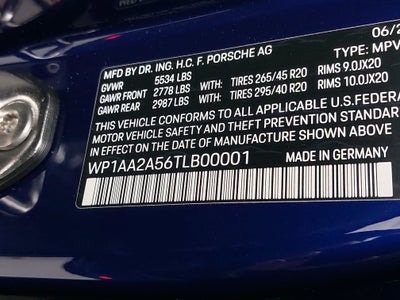 06/2
MFD BY DR. ING. H.C. F. PORSCHE AG
TYPE: MPV
GVWR 5534 LBS
GAWR FRONT 2778 LBS WITH: TIRES 265/45 R20 RIMS 9.0JX20
GAWR REAR 2987 LBS WITH: TIRES 295/40 R20 RIMS 10.0JX20
THIS VEHICLE CONFORMS TO ALL APPLICABLE U.S.FEDERA
MOTOR VEHICLE SAFETY AND THEFT PREVENTION STANDAR
IN EFFECT ON THE DATE OF MANUFACTURE SHOWN ABOVE.
WP1AA2A56TLB00001 MADE IN GERMANY